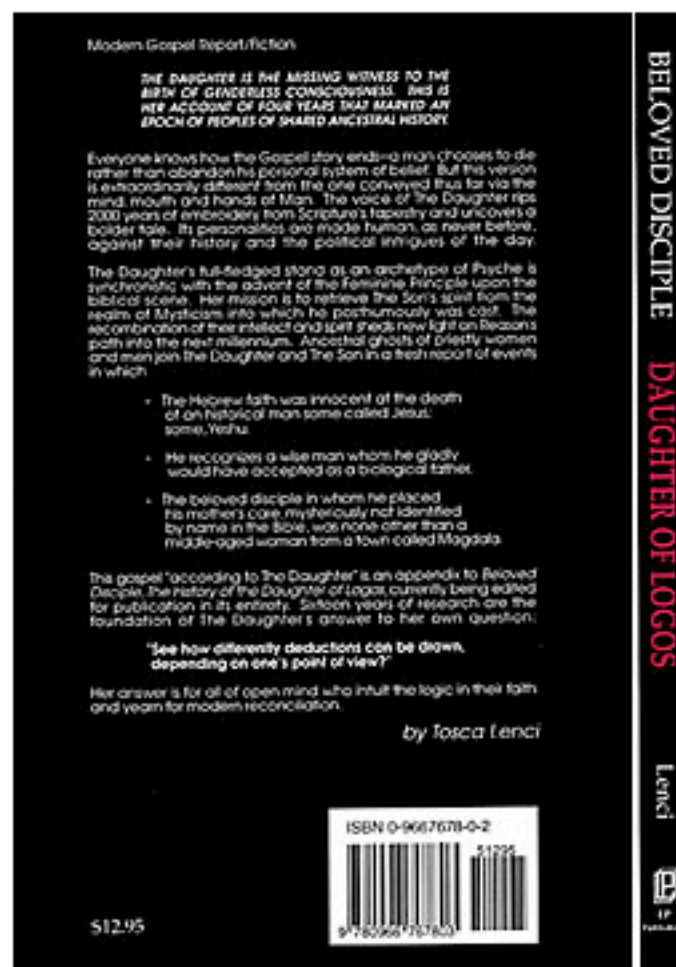 Modern Gospel Report/Fiction
THE DAUGHTER IS THE MISSING WITNESS TO THE
BIRTH OF GENDERLESS CONSCIOUSNESS. THIS IS
HER ACCOUNT OF FOUR YEARS THAT MARKED AN
EPOCH OF PEOPLES OF SHARED ANCESTRAL HISTORY.
Everyone knows how the Gospel story ends—a man chooses to die
rather than abandon his personal system of belief. But this version
is extraordinarily different from the one conveyed thus far via the
mind, mouth and hands of Man. The voice of The Daughter rips
2000 years of embroidery from Scripture's tapestry and uncovers a
bolder tale. Its personalities are made human, as never before,
against their history and the political intrigues of the day.
The Daughter's full-fledged stand as an archetype of Psyche is
synchronistic with the advent of the Feminine Principle upon the
biblical scene. Her mission is to retrieve The Son's spirit from the
realm of Mysticism into which he posthumously was cast. The
recombination of their intellect and spirit sheds new light on Reason's
path into the next millennium. Ancestral ghosts of priestly women
and men join The Daughter and The Son in a fresh report of events
in which
• The Hebrew faith was innocent of the death
of an historical man some called Jesus;
some, Yeshu.
• He recognizes a wise man whom he gladly
would have accepted as a biological father.
• The beloved disciple in whom he placed
his mother's care, mysteriously not identified
by name in the Bible, was none other than a
middle-aged woman from a town called Magdala.
This gospel "according to The Daughter" is an appendix to Beloved
Disciple, The History of the Daughter of Logos, currently being edited
for publication in its entirety. Sixteen years of research are the
foundation of The Daughter's answer to her own question:
"See how differently deductions can be drawn,
depending on one's point of view?"
Her answer is for all of open mind who intuit the logic in their faith
and yearn for modern reconciliation.
by Tosca Lenci
ISBN 0-9667678-0-2
51295
9 780966 767803
$12.95
BELOVED DISCIPLE DAUGHTER OF LOGOS
Lenci